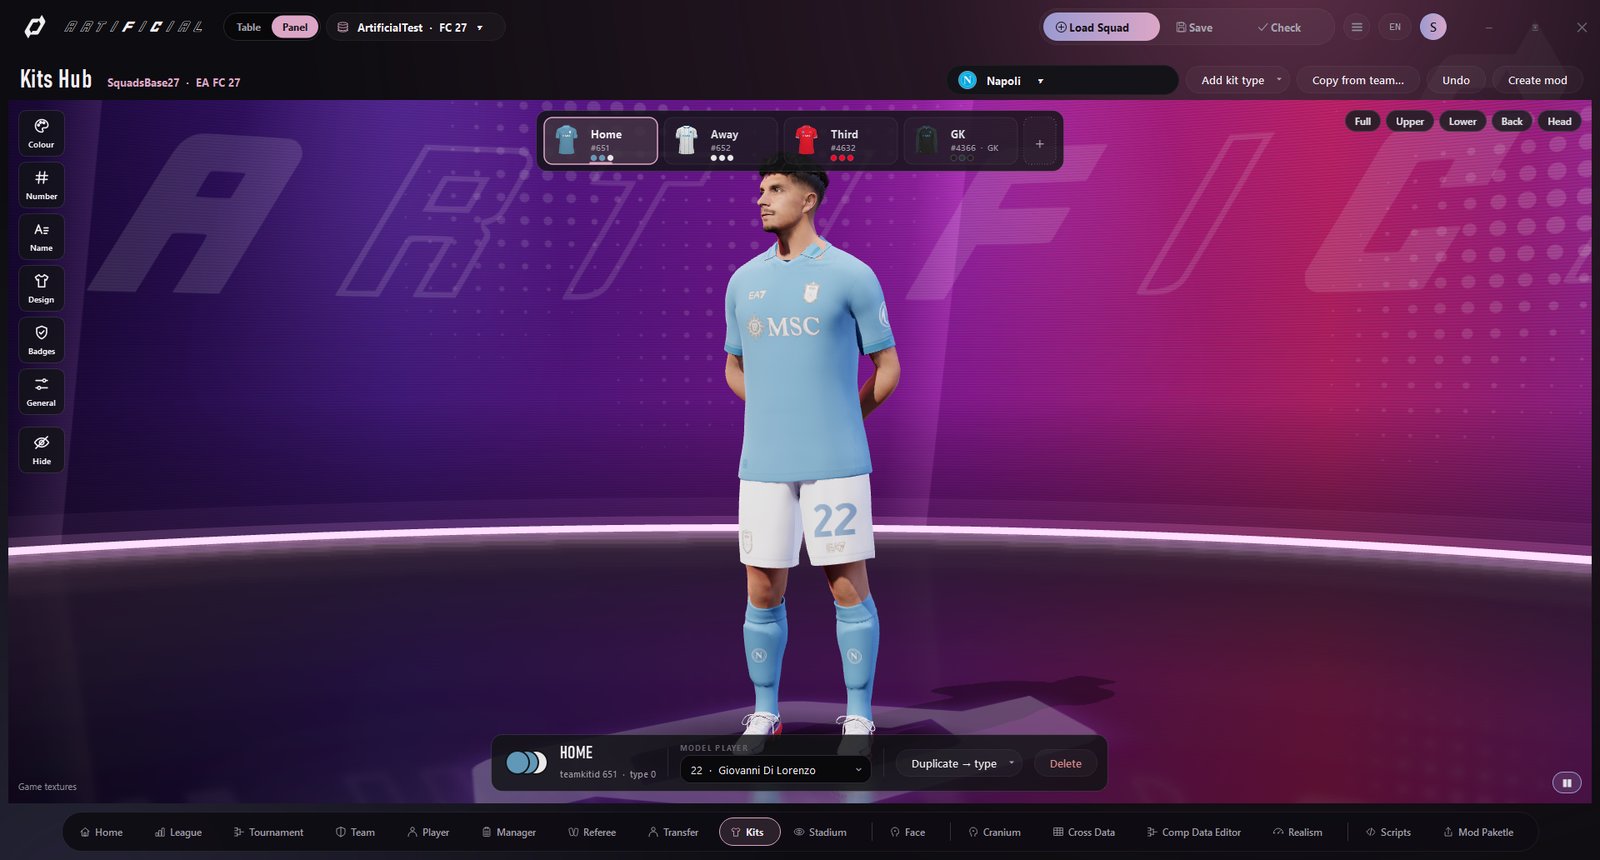 ARTIFICIAL
Table
Panel
ArtificialTest · FC 27
Load Squad
Save
Check
EN
S
Kits Hub
SquadsBase27 · EA FC 27
N
Napoli
Add kit type
Copy from team...
Undo
Create mod
Colour
Number
Name
Design
Badges
General
Hide
Home
#651
Away
#652
Third
#4632
GK
#4366 · GK
+
Full
Upper
Lower
Back
Head
ARTIFICIA
EA7
MSC
22
N
N
HOME
teamkitid 651 · type 0
MODEL PLAYER
22 · Giovanni Di Lorenzo
Duplicate → type
Delete
Game textures
Home
League
Tournament
Team
Player
Manager
Referee
Transfer
Kits
Stadium
Face
Cranium
Cross Data
Comp Data Editor
Realism
Scripts
Mod Paketle